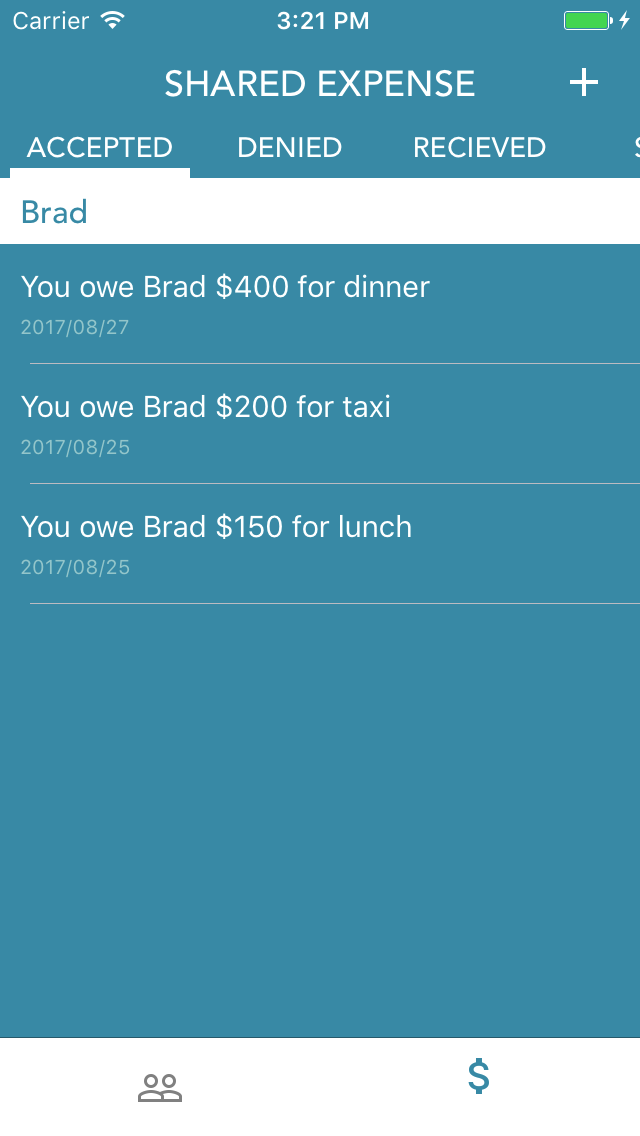 Carrier 3:21 PM
SHARED EXPENSE +
ACCEPTED DENIED RECIEVED
Brad
You owe Brad $400 for dinner
2017/08/27
You owe Brad $200 for taxi
2017/08/25
You owe Brad $150 for lunch
2017/08/25
$